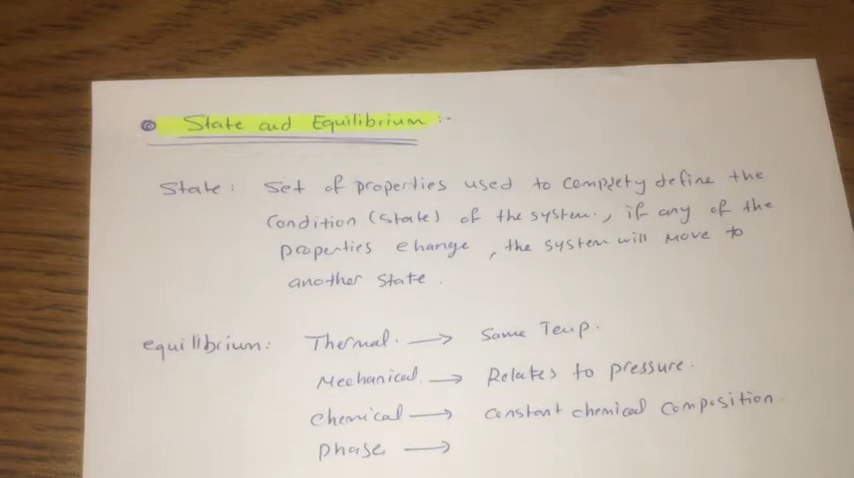 State and Equilibrium :-
State: Set of properties used to complety define the
Condition (state) of the system., if any of the
properties change, the system will move to
another state.
equilibrium: Thermal. → Same Temp.
Mechanical. → Relates to pressure.
chemical → constant chemical composition.
phase →